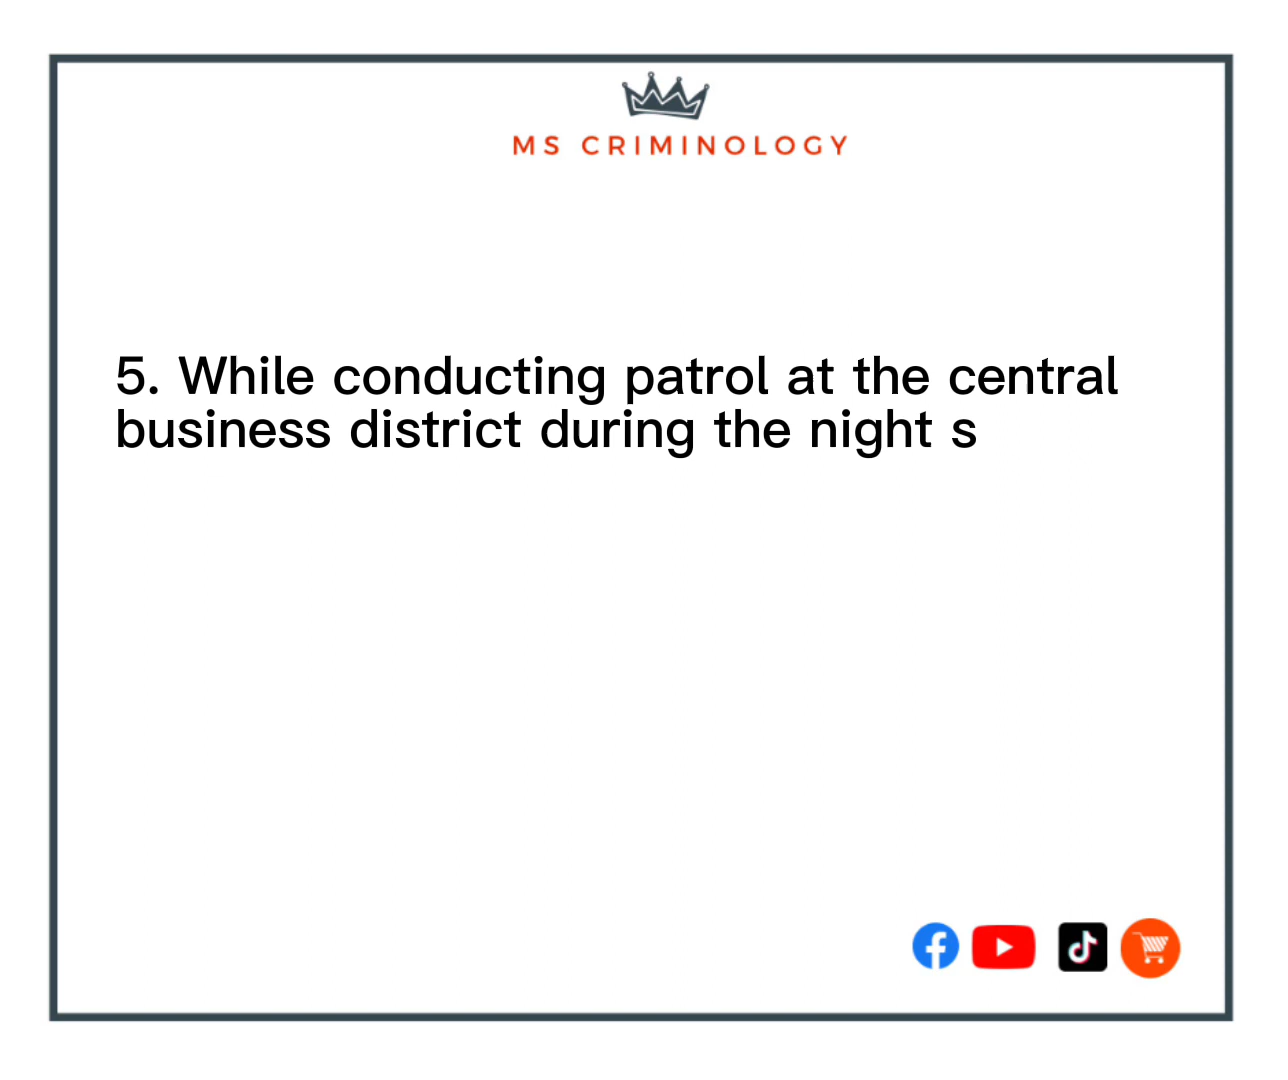 MS CRIMINOLOGY
5. While conducting patrol at the central
business district during the night s